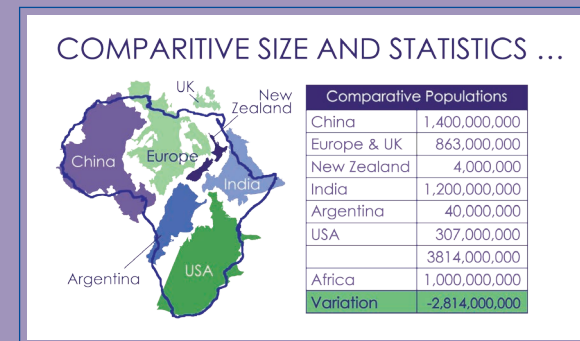 COMPARITIVE SIZE AND STATISTICS ...
UK
New
Zealand
China
Europe
India
Argentina
USA
Comparative Populations
China 1,400,000,000
Europe & UK 863,000,000
New Zealand 4,000,000
India 1,200,000,000
Argentina 40,000,000
USA 307,000,000
3814,000,000
Africa 1,000,000,000
Variation -2,814,000,000